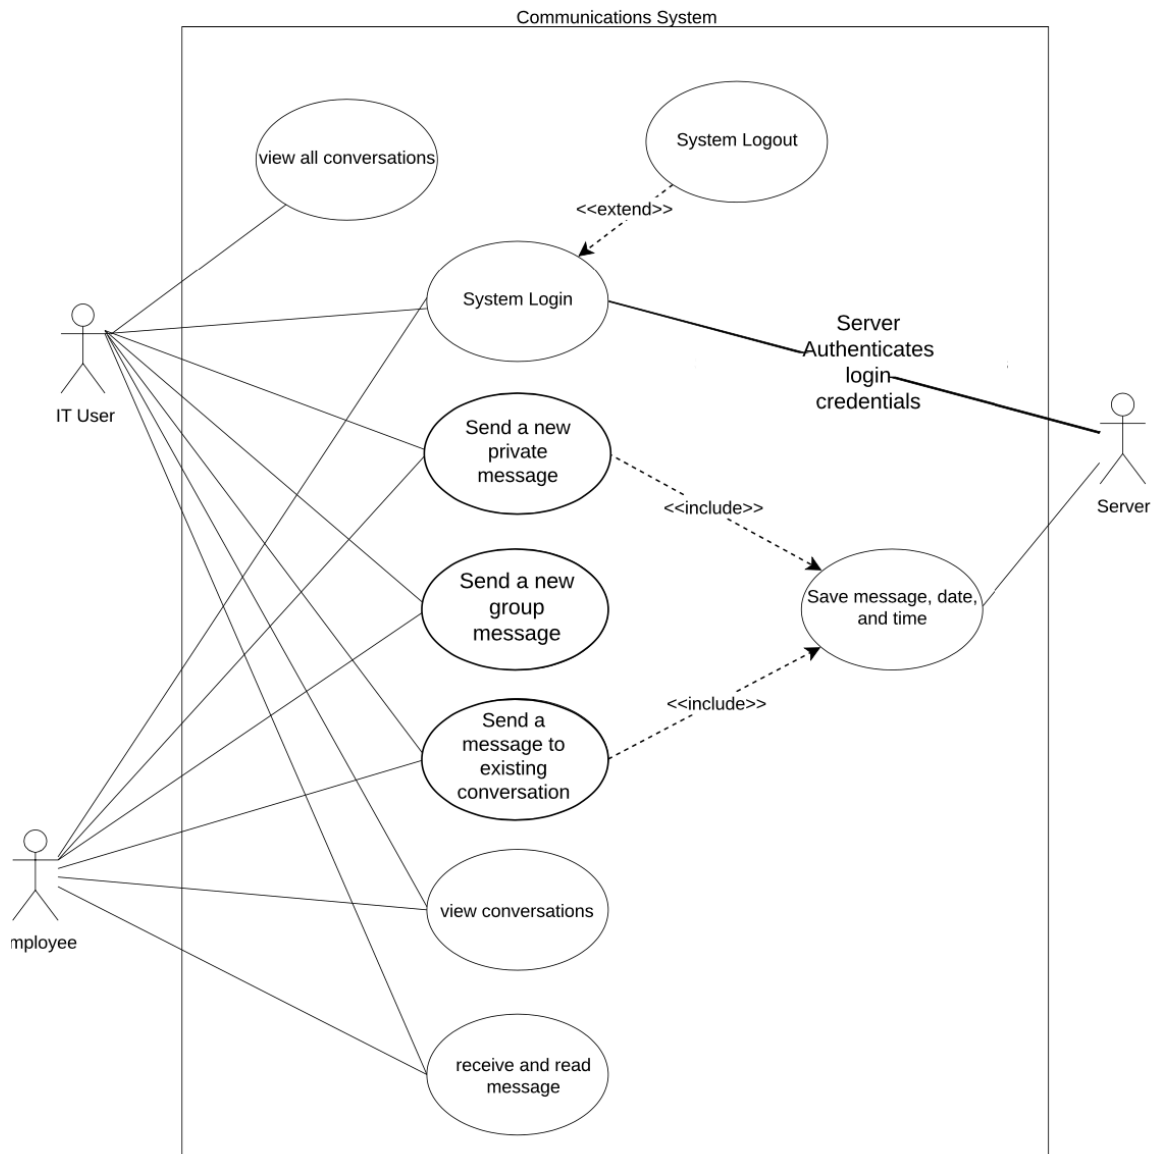 Communications System
view all conversations
System Logout
<<extend>>
System Login
Server
Authenticates
login
credentials
IT User
Send a new
private
message
<<include>>
Server
Send a new
group
message
Save message, date,
and time
<<include>>
Send a
message to
existing
conversation
mployee
view conversations
receive and read
message